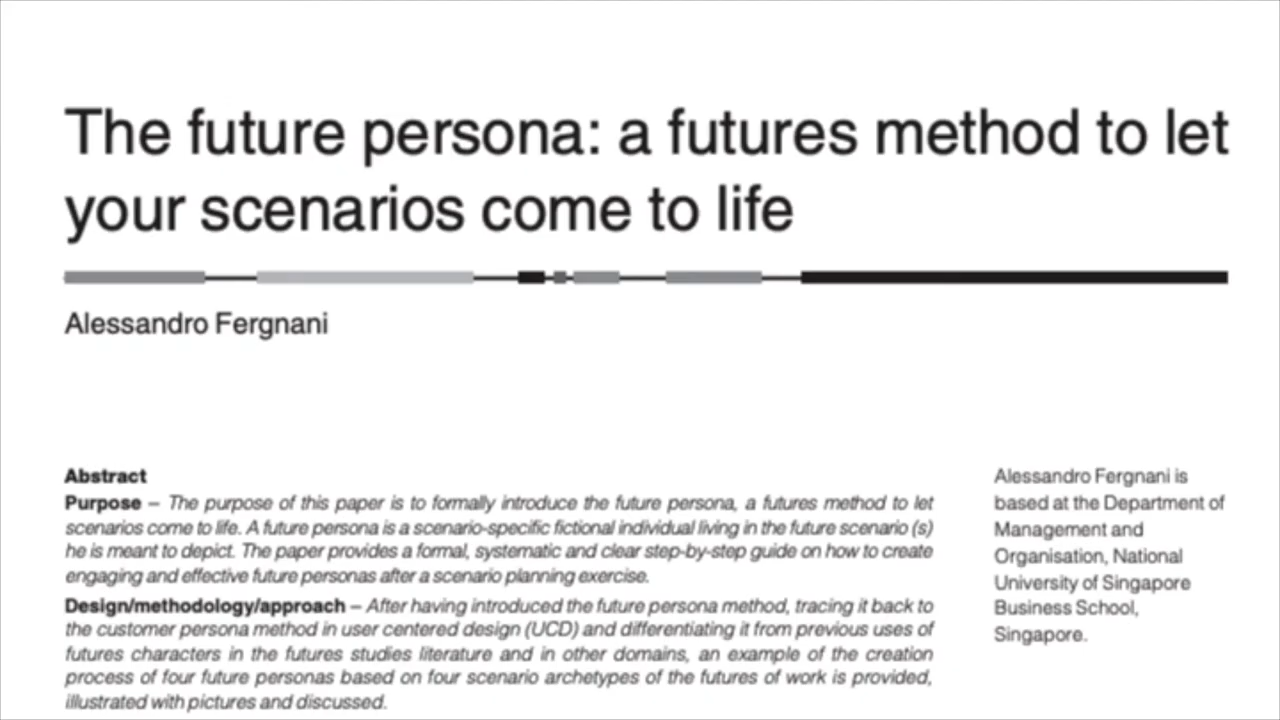 The future persona: a futures method to let
your scenarios come to life
Alessandro Fergnani
Abstract
Purpose – The purpose of this paper is to formally introduce the future persona, a futures method to let
scenarios come to life. A future persona is a scenario-specific fictional individual living in the future scenario (s)
he is meant to depict. The paper provides a formal, systematic and clear step-by-step guide on how to create
engaging and effective future personas after a scenario planning exercise.
Design/methodology/approach – After having introduced the future persona method, tracing it back to
the customer persona method in user centered design (UCD) and differentiating it from previous uses of
futures characters in the futures studies literature and in other domains, an example of the creation
process of four future personas based on four scenario archetypes of the futures of work is provided,
illustrated with pictures and discussed.
Alessandro Fergnani is
based at the Department of
Management and
Organisation, National
University of Singapore
Business School,
Singapore.